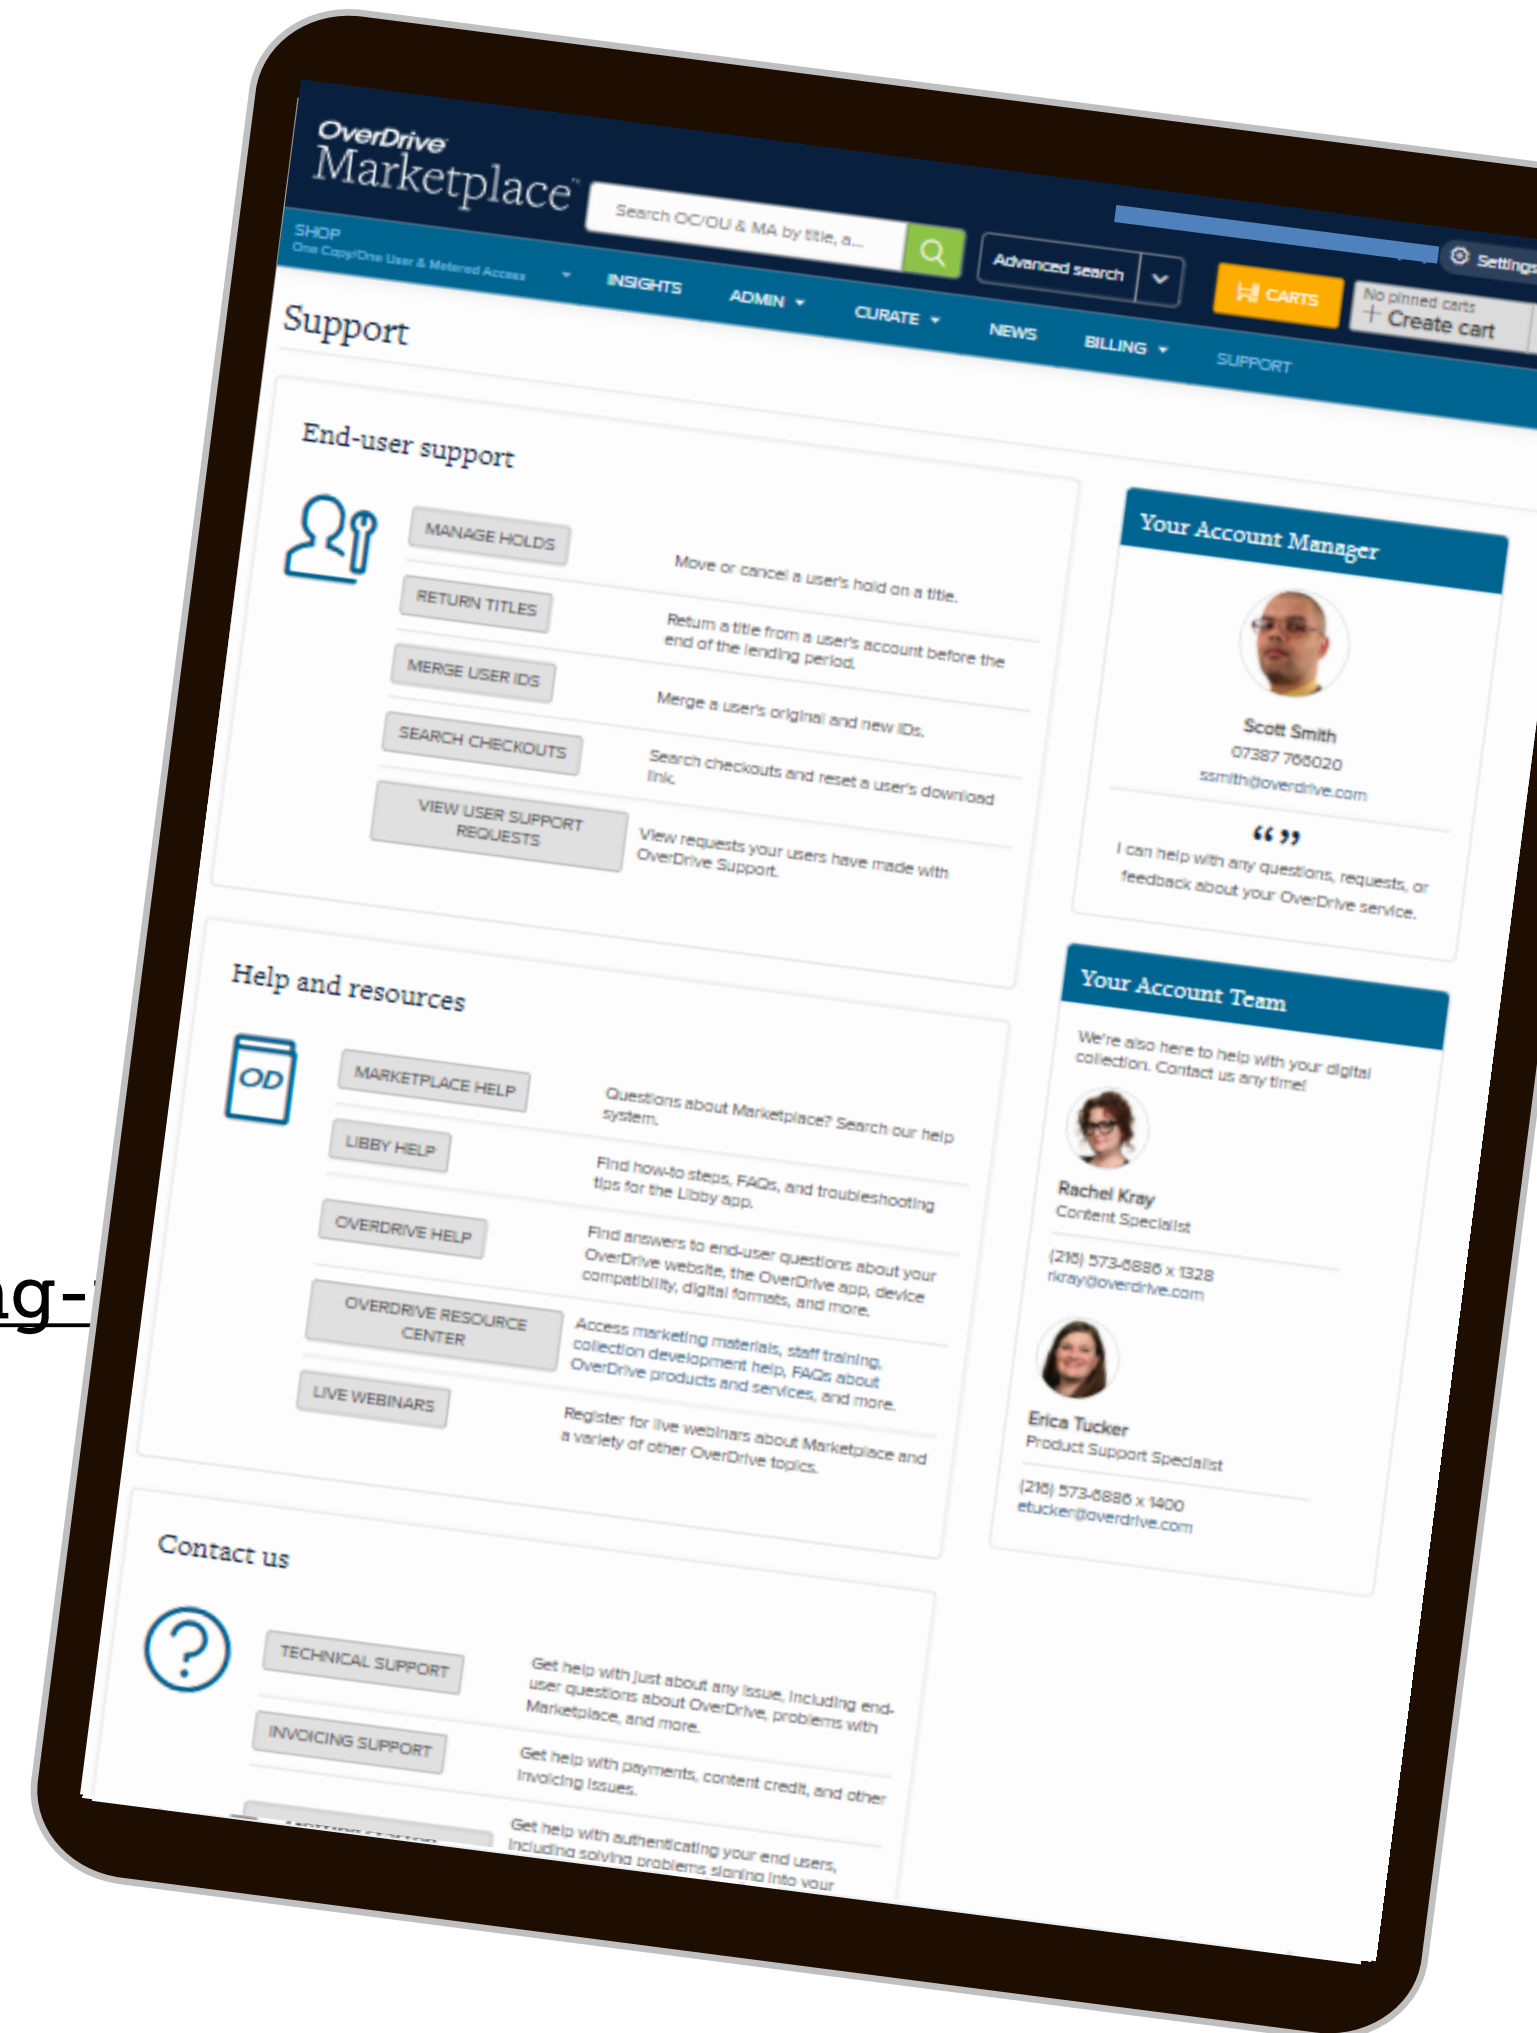 OverDrive
Marketplace™
Search OC/OU & MA by title, a...
Advanced search
CARTS
No pinned carts
+ Create cart
Settings
SHOP
One Copy/One User & Metered Access
INSIGHTS
ADMIN
CURATE
NEWS
BILLING
SUPPORT
Support
End-user support
MANAGE HOLDS
Move or cancel a user's hold on a title.
RETURN TITLES
Return a title from a user's account before the
end of the lending period.
MERGE USER IDS
Merge a user's original and new IDs.
SEARCH CHECKOUTS
Search checkouts and reset a user's download
link.
VIEW USER SUPPORT
REQUESTS
View requests your users have made with
OverDrive Support.
Your Account Manager
Scott Smith
07387 766020
ssmith@overdrive.com
“ ”
I can help with any questions, requests, or
feedback about your OverDrive service.
Help and resources
OD
MARKETPLACE HELP
Questions about Marketplace? Search our help
system.
LIBBY HELP
Find how-to steps, FAQs, and troubleshooting
tips for the Libby app.
OVERDRIVE HELP
Find answers to end-user questions about your
OverDrive website, the OverDrive app, device
compatibility, digital formats, and more.
OVERDRIVE RESOURCE
CENTER
Access marketing materials, staff training,
collection development help, FAQs about
OverDrive products and services, and more.
LIVE WEBINARS
Register for live webinars about Marketplace and
a variety of other OverDrive topics.
Your Account Team
We're also here to help with your digital
collection. Contact us any time!
Rachel Kray
Content Specialist
(216) 573-6886 x 1328
rkray@overdrive.com
Erica Tucker
Product Support Specialist
(216) 573-6886 x 1400
etucker@overdrive.com
Contact us
?
TECHNICAL SUPPORT
Get help with just about any issue, including end-
user questions about OverDrive, problems with
Marketplace, and more.
INVOICING SUPPORT
Get help with payments, content credit, and other
invoicing issues.
Get help with authenticating your end users,
including solving problems signing into your